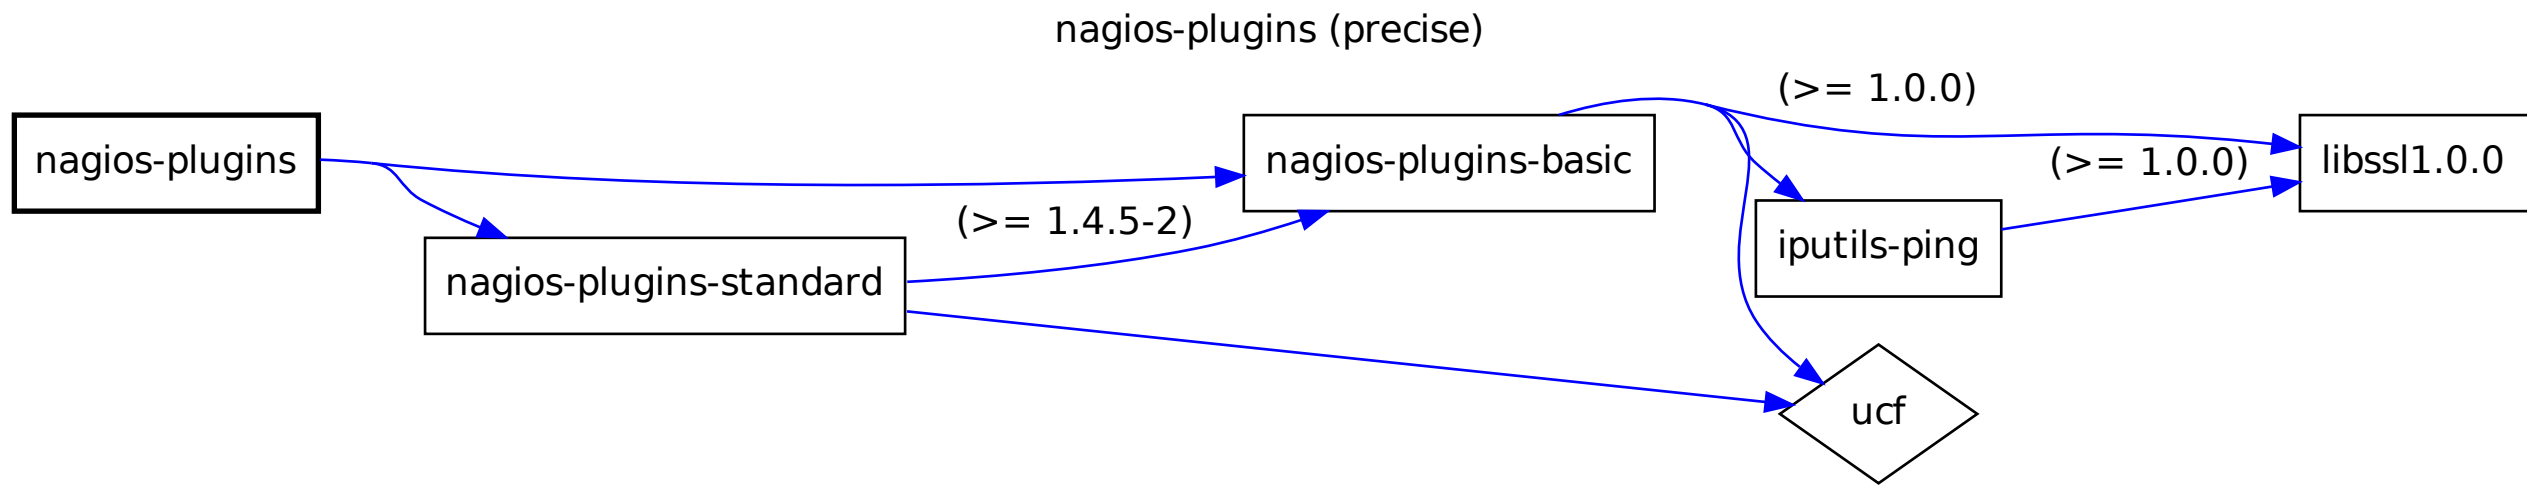 nagios-plugins (precise)
(>= 1.0.0)
nagios-plugins
nagios-plugins-basic
libssl1.0.0
(>= 1.0.0)
(>= 1.4.5-2)
iputils-ping
nagios-plugins-standard
ucf